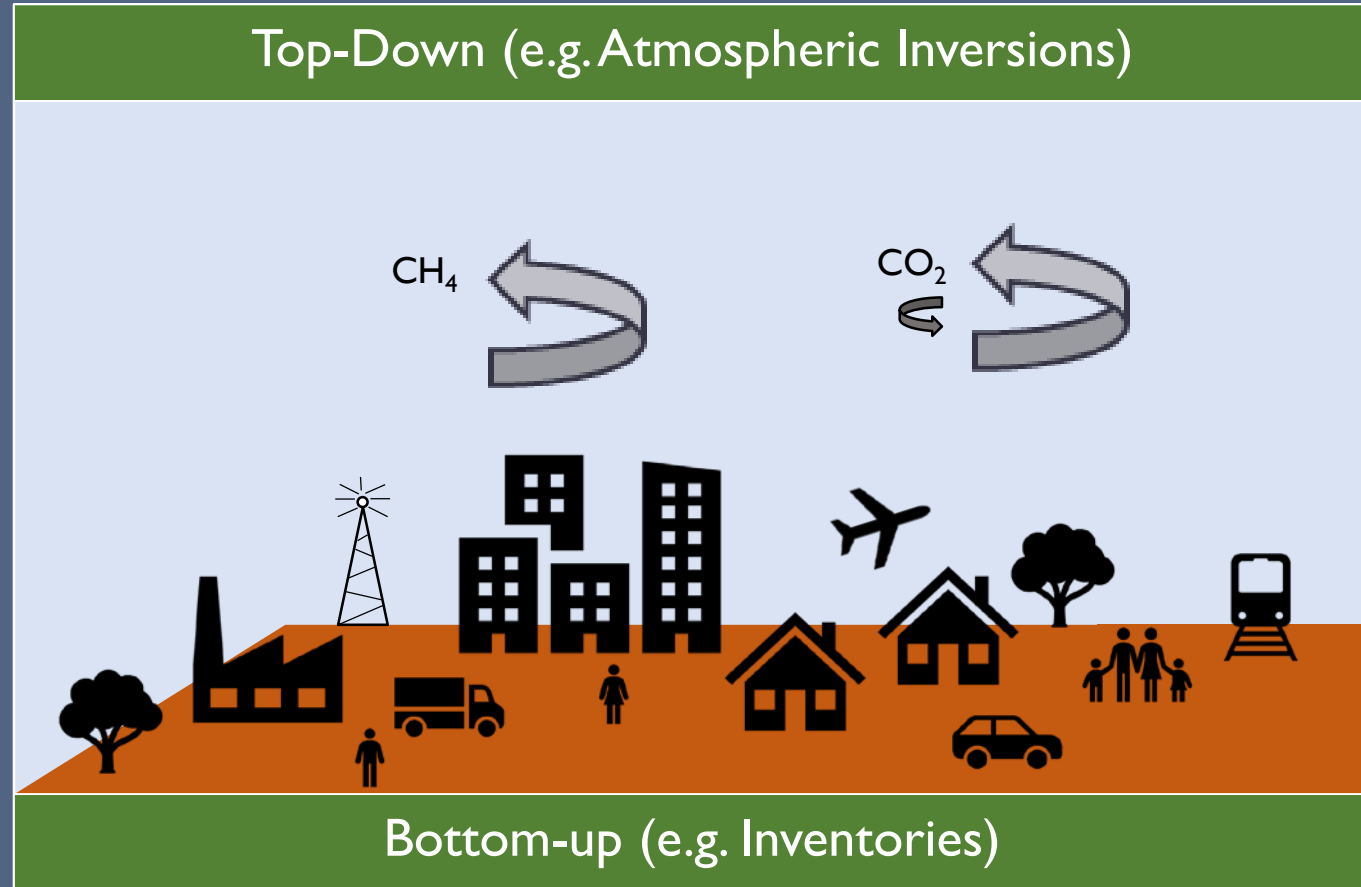 Top-Down (e.g. Atmospheric Inversions)
CH₄
CO₂
Bottom-up (e.g. Inventories)